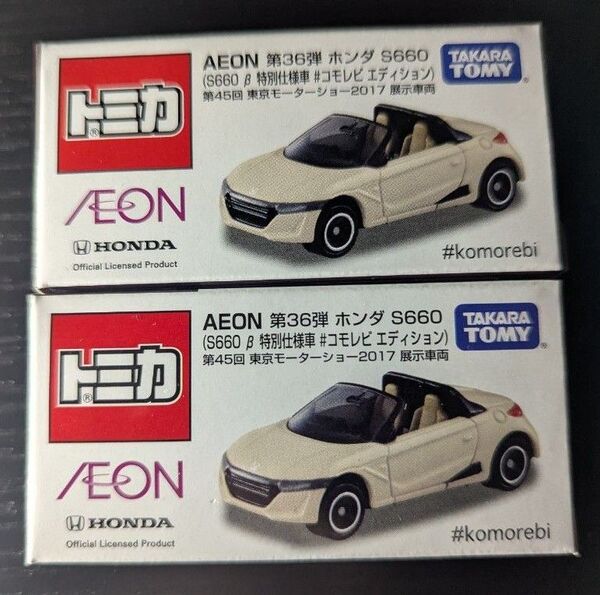 AEON 第36弾 ホンダ S660
(S660 β 特別仕様車 #コモレビ エディション)
第45回 東京モーターショー2017 展示車両
TAKARA
TOMY
トミカ
®
AEON
HONDA
Official Licensed Product
#komorebi
AEON 第36弾 ホンダ S660
(S660 β 特別仕様車 #コモレビ エディション)
第45回 東京モーターショー2017 展示車両
TAKARA
TOMY
トミカ
®
AEON
HONDA
Official Licensed Product
#komorebi